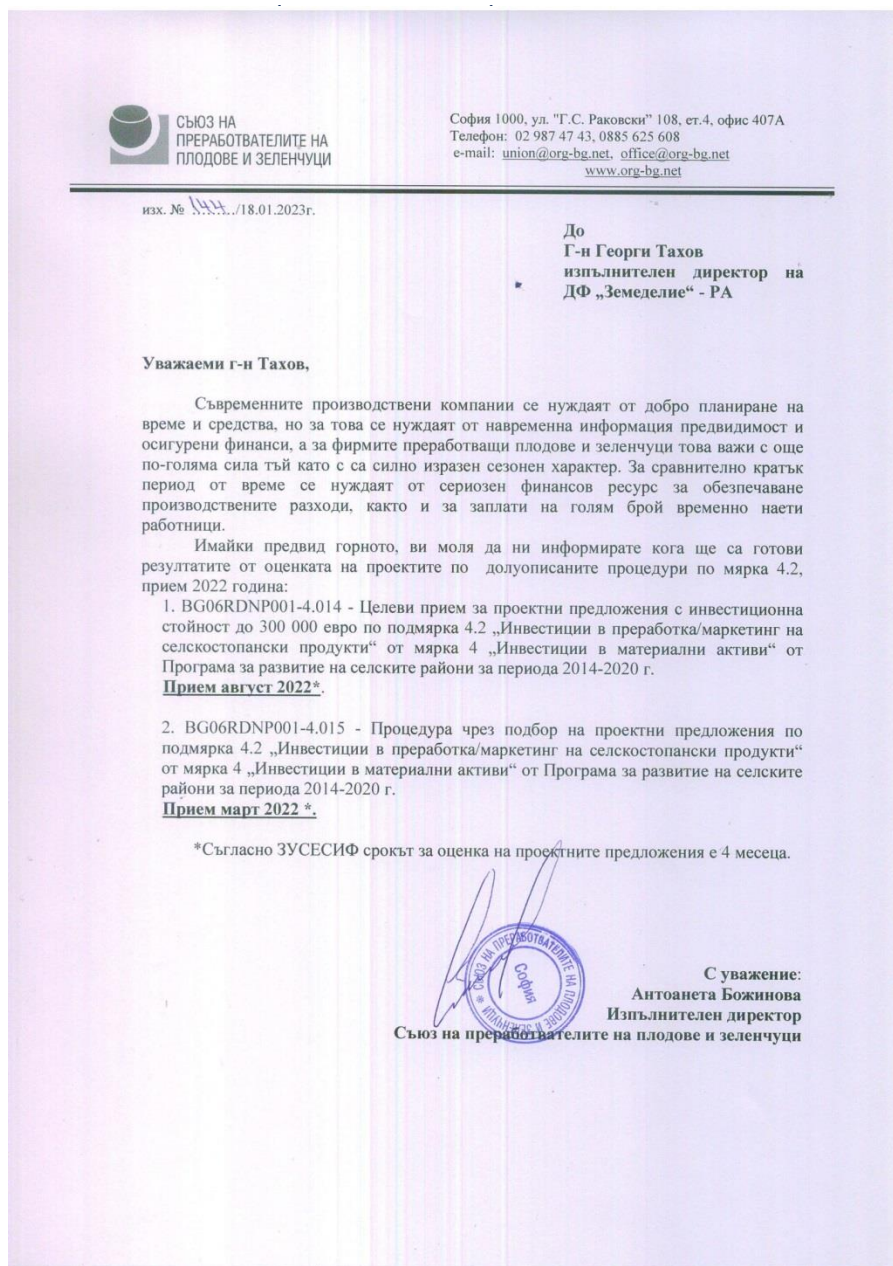 СЪЮЗ НА
ПРЕРАБОТВАТЕЛИТЕ НА
ПЛОДОВЕ И ЗЕЛЕНЧУЦИ
София 1000, ул. "Г.С. Раковски" 108, ет.4, офис 407А
Телефон: 02 987 47 43, 0885 625 608
e-mail: union@org-bg.net, office@org-bg.net
www.org-bg.net
изх. № 144../18.01.2023г.
До
Г-н Георги Тахов
изпълнителен директор на
ДФ „Земеделие“ - РА
Уважаеми г-н Тахов,
Съвременните производствени компании се нуждаят от добро планиране на
време и средства, но за това се нуждаят от навременна информация предвидимост и
осигурени финанси, а за фирмите преработващи плодове и зеленчуци това важи с още
по-голяма сила тъй като с са силно изразен сезонен характер. За сравнително кратък
период от време се нуждаят от сериозен финансов ресурс за обезпечаване
производствените разходи, както и за заплати на голям брой временно наети
работници.
Имайки предвид горното, ви моля да ни информирате кога ще са готови
резултатите от оценката на проектите по долуописаните процедури по мярка 4.2,
прием 2022 година:
1. BG06RDNP001-4.014 - Целеви прием за проектни предложения с инвестиционна
стойност до 300 000 евро по подмярка 4.2 „Инвестиции в преработка/маркетинг на
селскостопански продукти“ от мярка 4 „Инвестиции в материални активи“ от
Програма за развитие на селските райони за периода 2014-2020 г.
Прием август 2022*.
2. BG06RDNP001-4.015 - Процедура чрез подбор на проектни предложения по
подмярка 4.2 „Инвестиции в преработка/маркетинг на селскостопански продукти“
от мярка 4 „Инвестиции в материални активи“ от Програма за развитие на селските
райони за периода 2014-2020 г.
Прием март 2022 *.
*Съгласно ЗУСЕСИФ срокът за оценка на проектните предложения е 4 месеца.
СЪЮЗ НА ПРЕРАБОТВАТЕЛИТЕ НА ПЛОДОВЕ И ЗЕЛЕНЧУЦИ
София
С уважение:
Антоанета Божинова
Изпълнителен директор
Съюз на преработвателите на плодове и зеленчуци